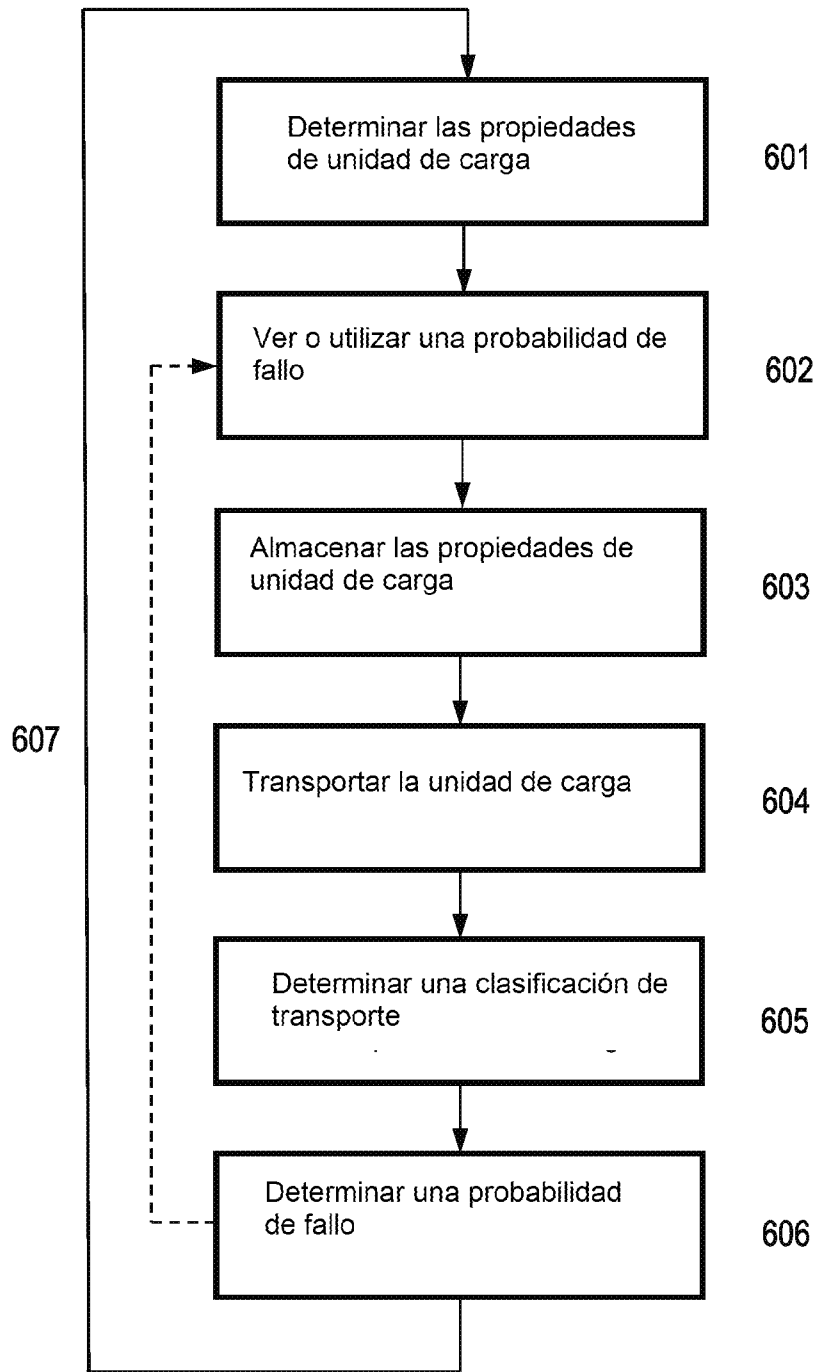 Determinar las propiedades
de unidad de carga
601
Ver o utilizar una probabilidad de
fallo
602
Almacenar las propiedades de
unidad de carga
603
607
Transportar la unidad de carga
604
Determinar una clasificación de
transporte
605
Determinar una probabilidad
de fallo
606